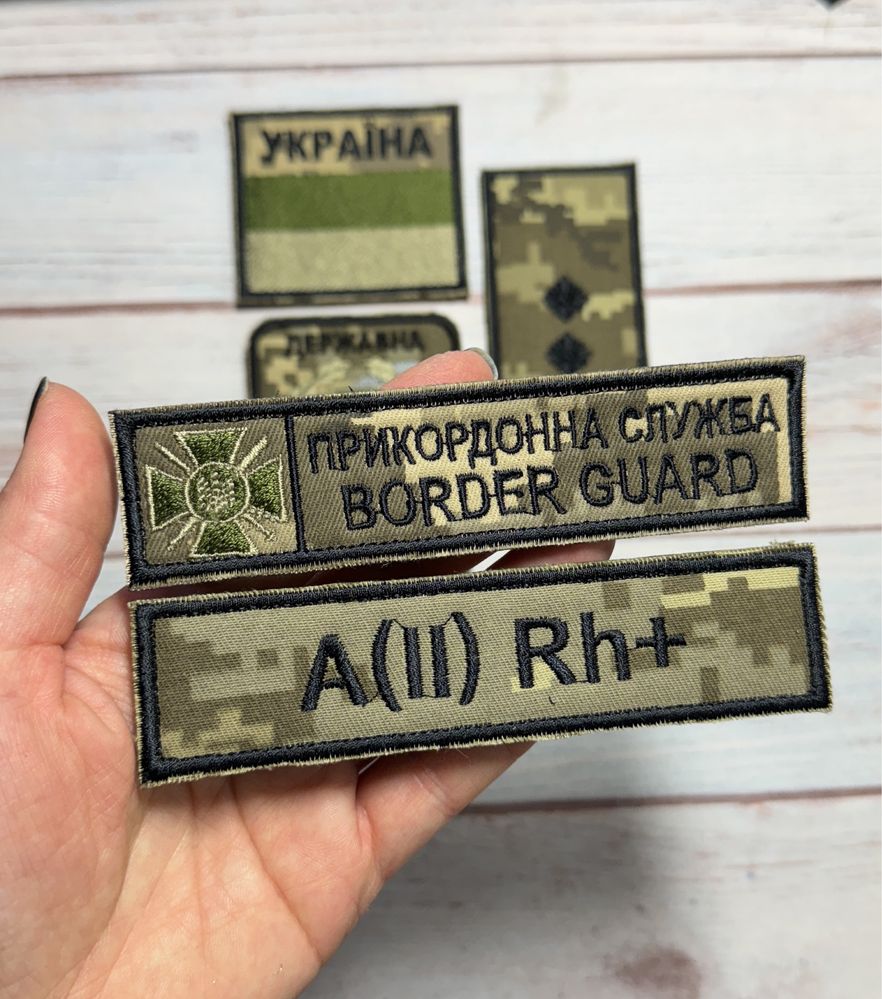 УКРАЇНА
ДЕРЖАВНА
ПРИКОРДОННА СЛУЖБА
BORDER GUARD
A(II) Rh+